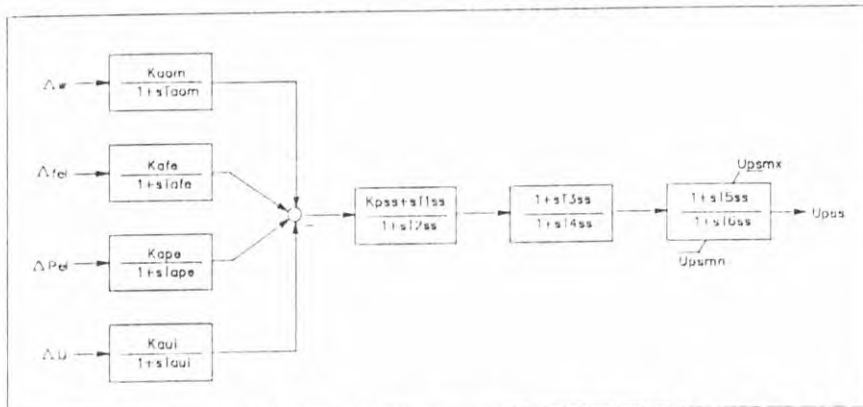 Δw
Kaom
1+sTaom
Δfel
Kafe
1+sTafe
ΔPel
Kape
1+sTape
ΔU
Kaui
1+sTaui
-
Kpss+sT1ss
1+sT2ss
1+sT3ss
1+sT4ss
Upsmx
1+sT5ss
1+sT6ss
Upsmn
Upss